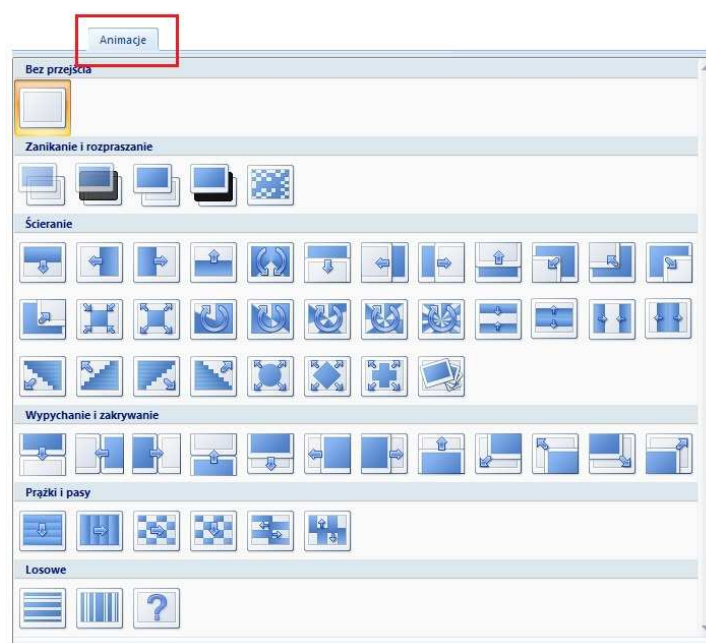 Animacje
Bez przejścia
Zanikanie i rozpraszanie
Ścieranie
Wypychanie i zakrywanie
Prążki i pasy
Losowe
?